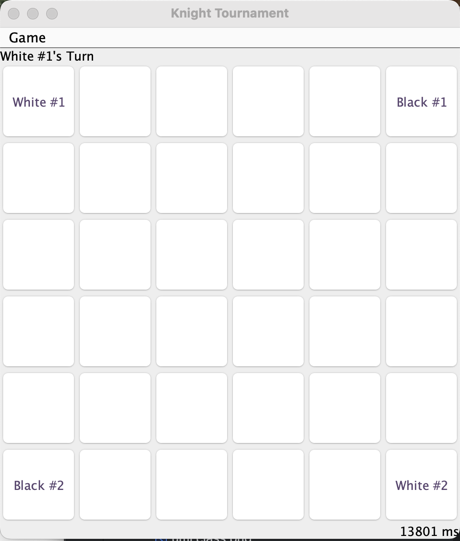 Knight Tournament
Game
White #1's Turn
White #1
Black #1
Black #2
White #2
13801 ms